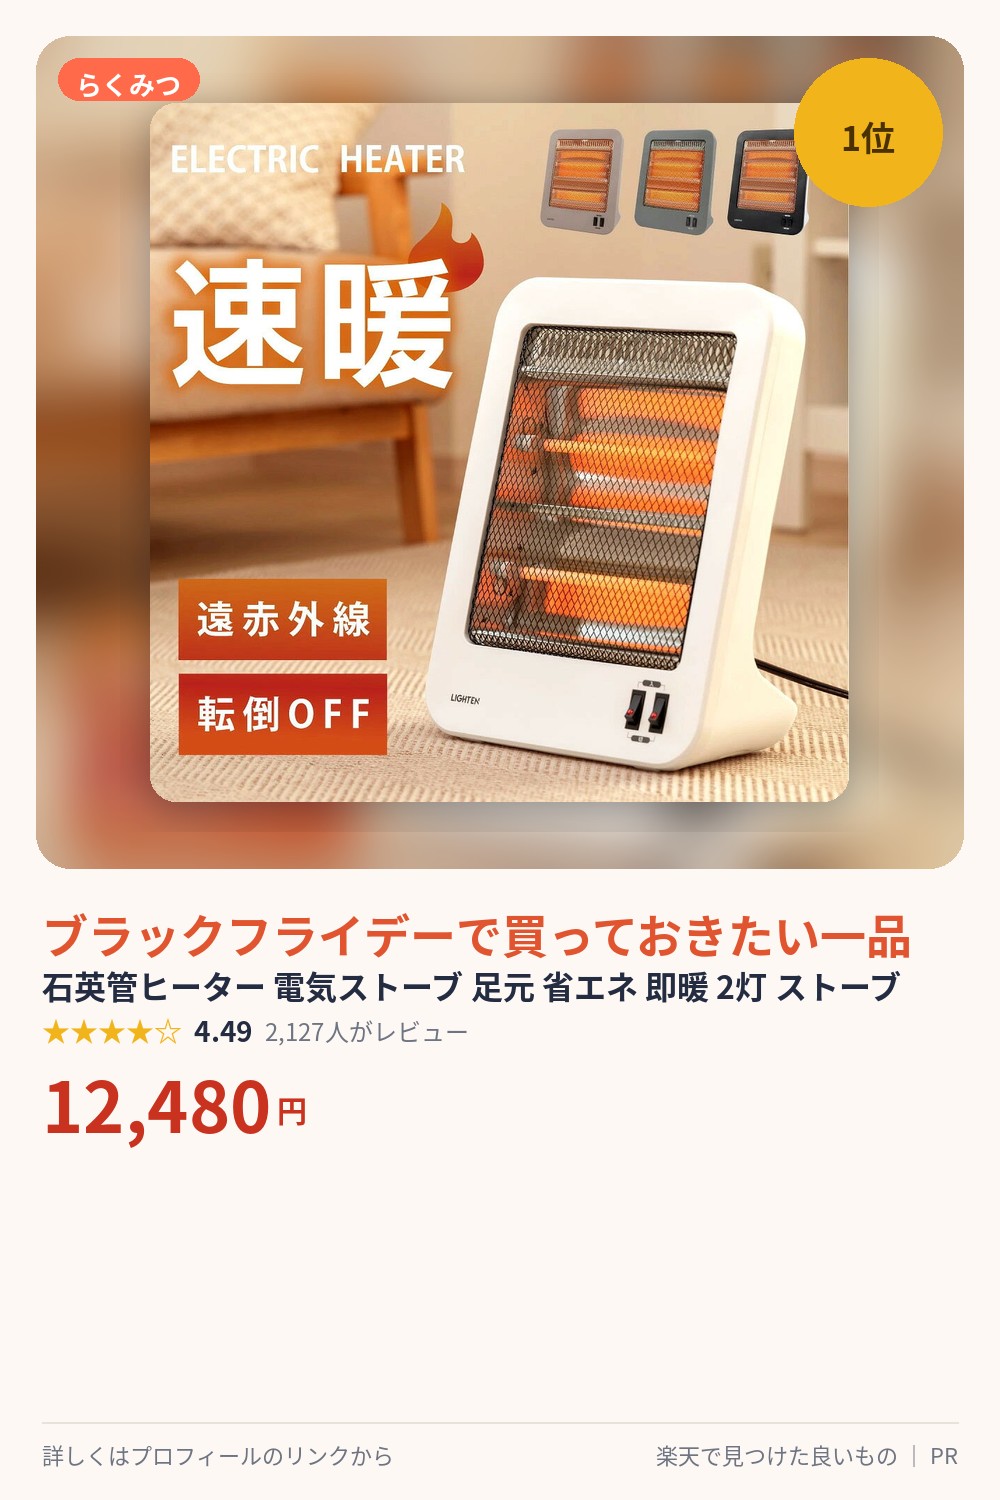 らくみつ
1位
ELECTRIC HEATER
速暖
遠赤外線
転倒OFF
LIGHTEN
ブラックフライデーで買っておきたい一品
石英管ヒーター 電気ストーブ 足元 省エネ 即暖 2灯 ストーブ
★★★★☆ 4.49 2,127人がレビュー
12,480円
詳しくはプロフィールのリンクから
楽天で見つけた良いもの | PR